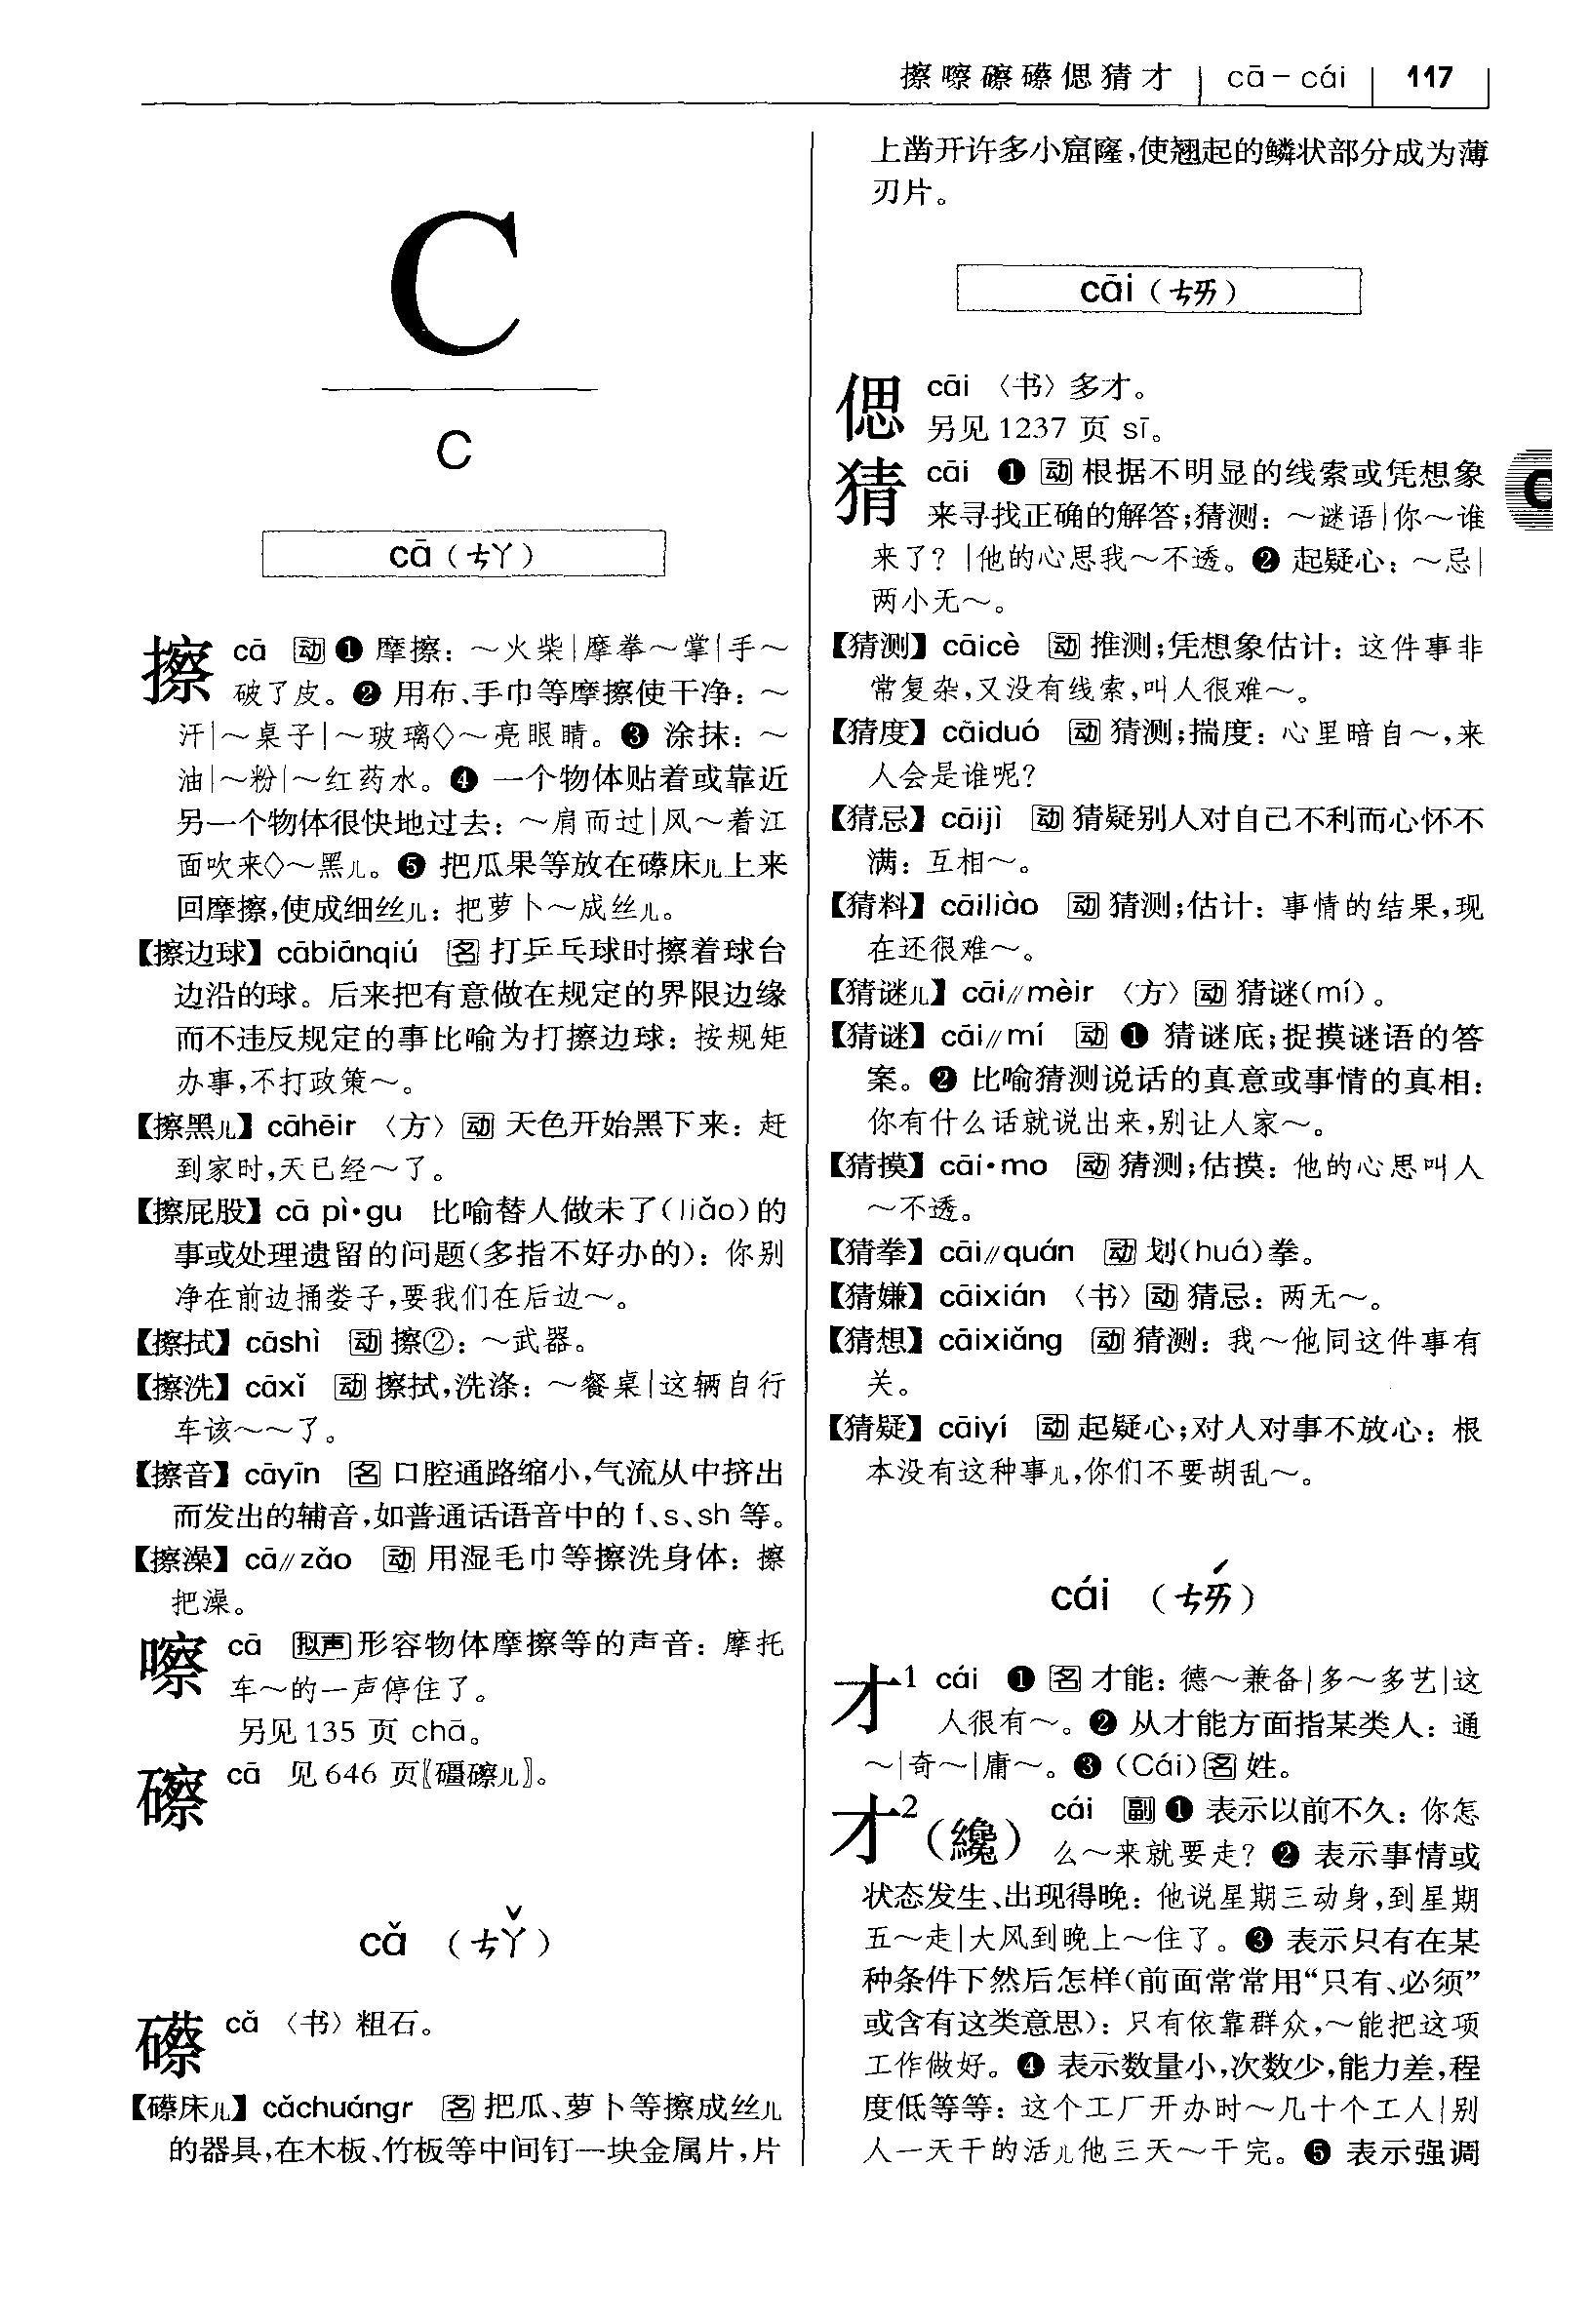 擦嚓礤礤偲猜才 cā－cái 117
C
c
cā（ㄘㄚ）
擦 cā 动❶摩擦：～火柴|摩拳～掌|手～
破了皮。❷用布、手巾等摩擦使干净：～
汗|～桌子|～玻璃◇～亮眼睛。❸涂抹：～
油|～粉|～红药水。❹一个物体贴着或靠近
另一个物体很快地过去：～肩而过|风～着江
面吹来◇～黑儿。❺把瓜果等放在礤床儿上来
回摩擦，使成细丝儿：把萝卜～成丝儿。
【擦边球】cābiānqiú 名打乒乓球时擦着球台
边沿的球。后来把有意做在规定的界限边缘
而不违反规定的事比喻为打擦边球：按规矩
办事，不打政策～。
【擦黑儿】cāhēir〈方〉动天色开始黑下来：赶
到家时，天已经～了。
【擦屁股】cā pì·gu 比喻替人做未了（liǎo）的
事或处理遗留的问题（多指不好办的）：你别
净在前边捅娄子，要我们在后边～。
【擦拭】cāshì 动擦②：～武器。
【擦洗】cāxǐ 动擦拭，洗涤：～餐桌|这辆自行
车该～～了。
【擦音】cāyīn 名口腔通路缩小，气流从中挤出
而发出的辅音，如普通话语音中的 f、s、sh 等。
【擦澡】cā∥zǎo 动用湿毛巾等擦洗身体：擦
把澡。
嚓 cā 拟声形容物体摩擦等的声音：摩托
车～的一声停住了。
另见135 页 chā。
䃰 cā 见646 页〖礓䃰儿〗。
cǎ（ㄘㄚˇ）
礤 cǎ〈书〉粗石。
【礤床儿】cǎchuángr 名把瓜、萝卜等擦成丝儿
的器具，在木板、竹板等中间钉一块金属片，片
上凿开许多小窟窿，使翘起的鳞状部分成为薄
刃片。
cāi（ㄘㄞ）
偲 cāi〈书〉多才。
另见1237 页 sī。
猜 cāi ❶动根据不明显的线索或凭想象
来寻找正确的解答；猜测：～谜语|你～谁
来了？|他的心思我～不透。❷起疑心：～忌|
两小无～。
【猜测】cāicè 动推测；凭想象估计：这件事非
常复杂，又没有线索，叫人很难～。
【猜度】cāiduó 动猜测；揣度：心里暗自～，来
人会是谁呢？
【猜忌】cāijì 动猜疑别人对自己不利而心怀不
满：互相～。
【猜料】cāiliào 动猜测；估计：事情的结果，现
在还很难～。
【猜谜儿】cāi∥mèir〈方〉动猜谜（mí）。
【猜谜】cāi∥mí 动❶猜谜底；捉摸谜语的答
案。❷比喻猜测说话的真意或事情的真相：
你有什么话就说出来，别让人家～。
【猜摸】cāi·mo 动猜测；估摸：他的心思叫人
～不透。
【猜拳】cāi∥quán 动划（huá）拳。
【猜嫌】cāixián〈书〉动猜忌：两无～。
【猜想】cāixiǎng 动猜测：我～他同这件事有
关。
【猜疑】cāiyí 动起疑心；对人对事不放心：根
本没有这种事儿，你们不要胡乱～。
cái（ㄘㄞˊ）
才1 cái ❶名才能：德～兼备|多～多艺|这
人很有～。❷从才能方面指某类人：通
～|奇～|庸～。❸（Cái）名姓。
才2（纔） cái 副❶表示以前不久：你怎
么～来就要走？❷表示事情或
状态发生、出现得晚：他说星期三动身，到星期
五～走|大风到晚上～住了。❸表示只有在某
种条件下然后怎样（前面常常用“只有、必须”
或含有这类意思）：只有依靠群众，～能把这项
工作做好。❹表示数量小，次数少，能力差，程
度低等等：这个工厂开办时～几十个工人|别
人一天干的活儿他三天～干完。❺表示强调
C